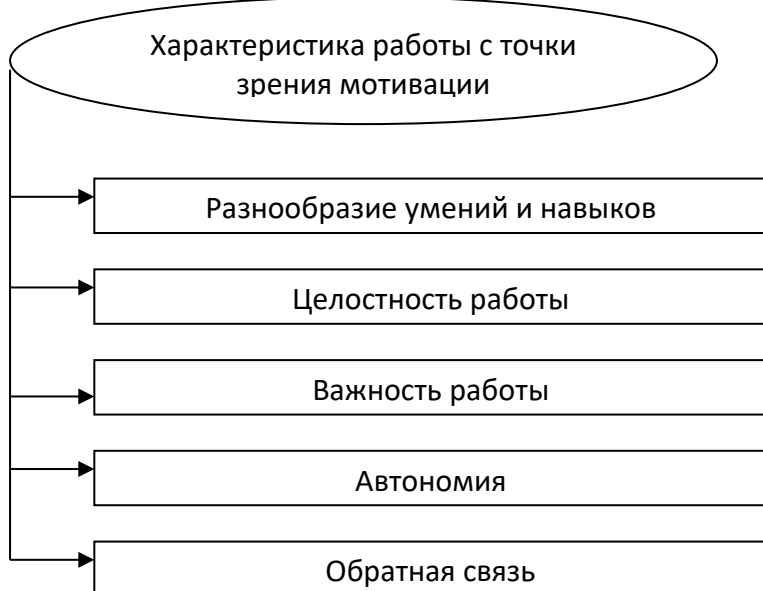 Характеристика работы с точки
зрения мотивации
Разнообразие умений и навыков
Целостность работы
Важность работы
Автономия
Обратная связь